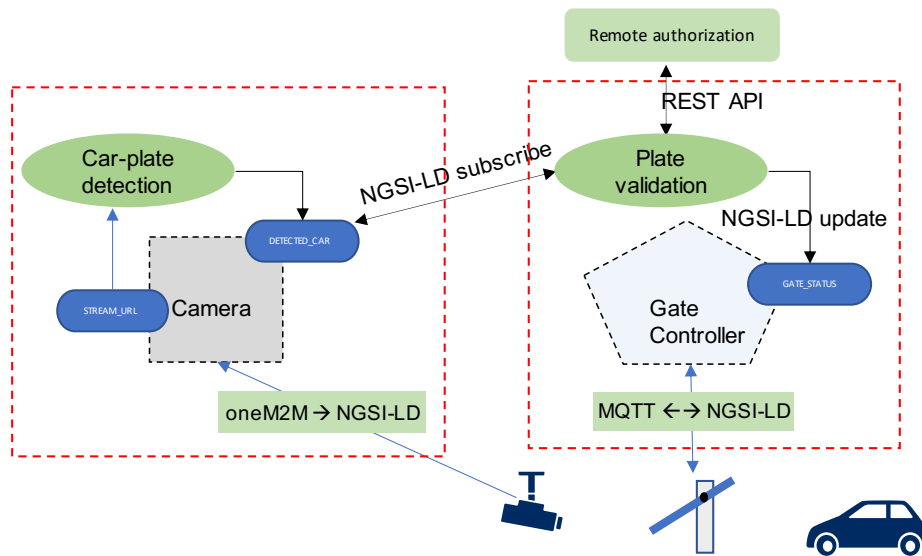 Remote authorization
REST API
Car-plate
detection
NGSI-LD subscribe
Plate
validation
DETECTED_CAR
NGSI-LD update
STREAM_URL
Camera
GATE_STATUS
Gate
Controller
oneM2M → NGSI-LD
MQTT ←→ NGSI-LD